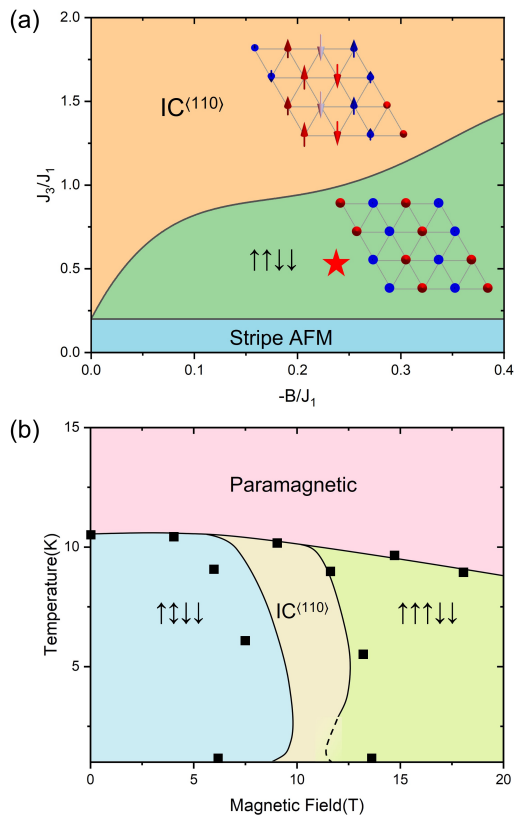 (a)
2.0
1.5
1.0
0.5
0.0
J₃/J₁
IC⟨110⟩
↑↑↓↓
Stripe AFM
0.0 0.1 0.2 0.3 0.4
-B/J₁
(b)
15
10
5
Temperature(K)
Paramagnetic
↑↕↓↓
IC⟨110⟩
↑↑↑↓↓
0 5 10 15 20
Magnetic Field(T)